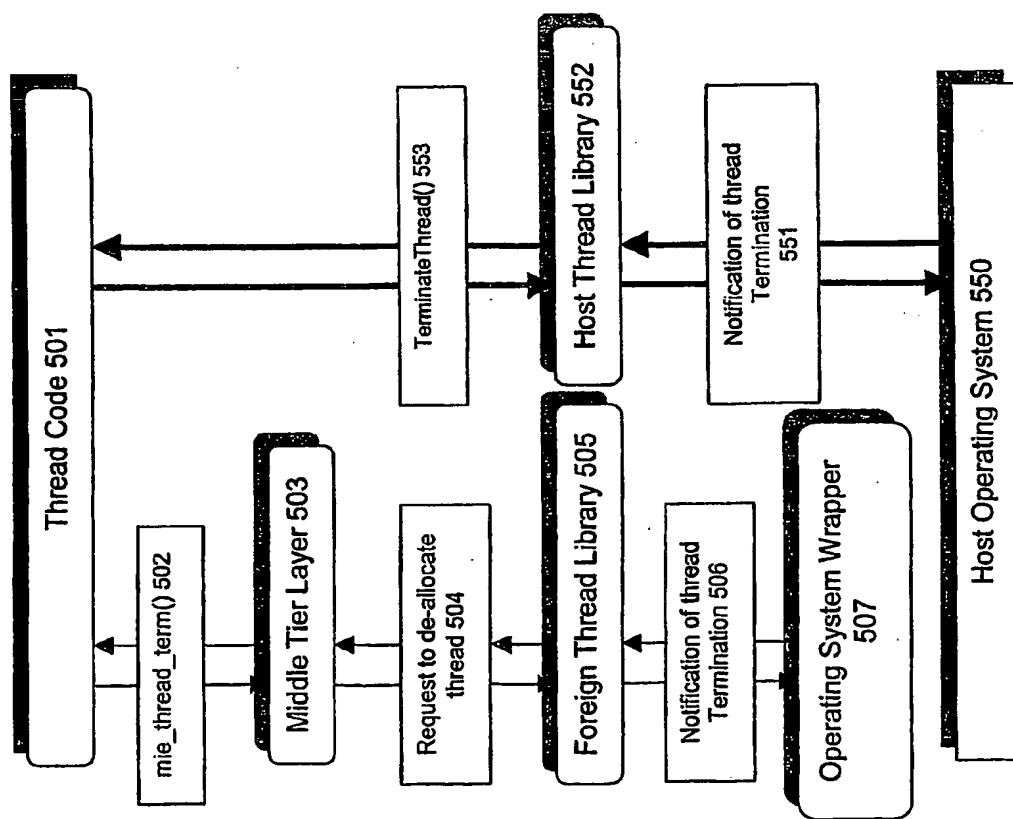 Thread Code 501
mie_thread_term() 502
Middle Tier Layer 503
Request to de-allocate
thread 504
Foreign Thread Library 505
Notification of thread
Termination 506
Operating System Wrapper
507
TerminateThread() 553
Host Thread Library 552
Notification of thread
Termination
551
Host Operating System 550